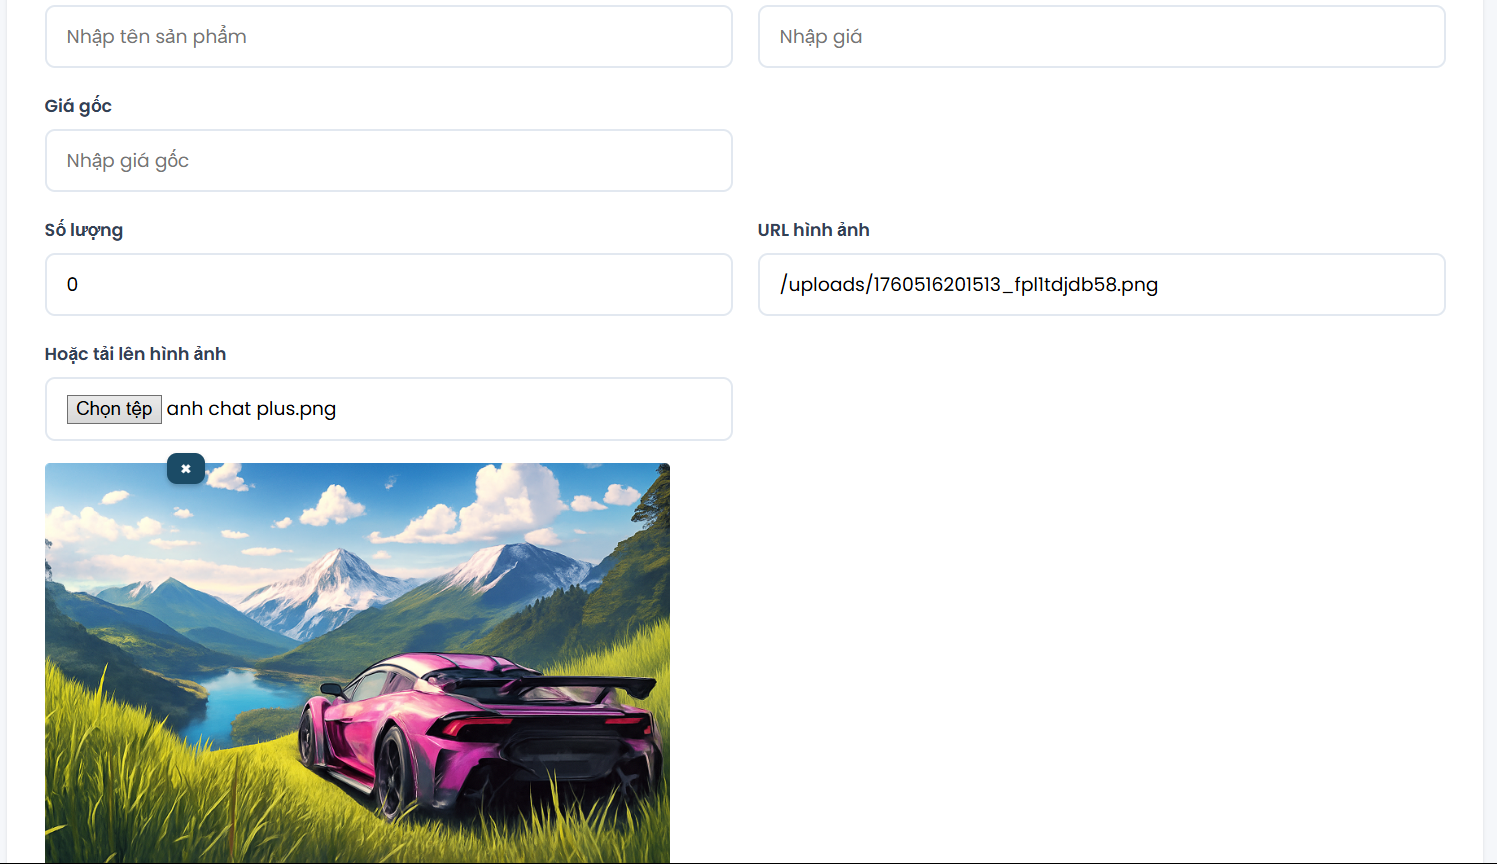 Nhập tên sản phẩm
Nhập giá
Giá gốc
Nhập giá gốc
Số lượng
URL hình ảnh
0
/uploads/1760516201513_fpl1tdjdb58.png
Hoặc tải lên hình ảnh
Chọn tệp anh chat plus.png